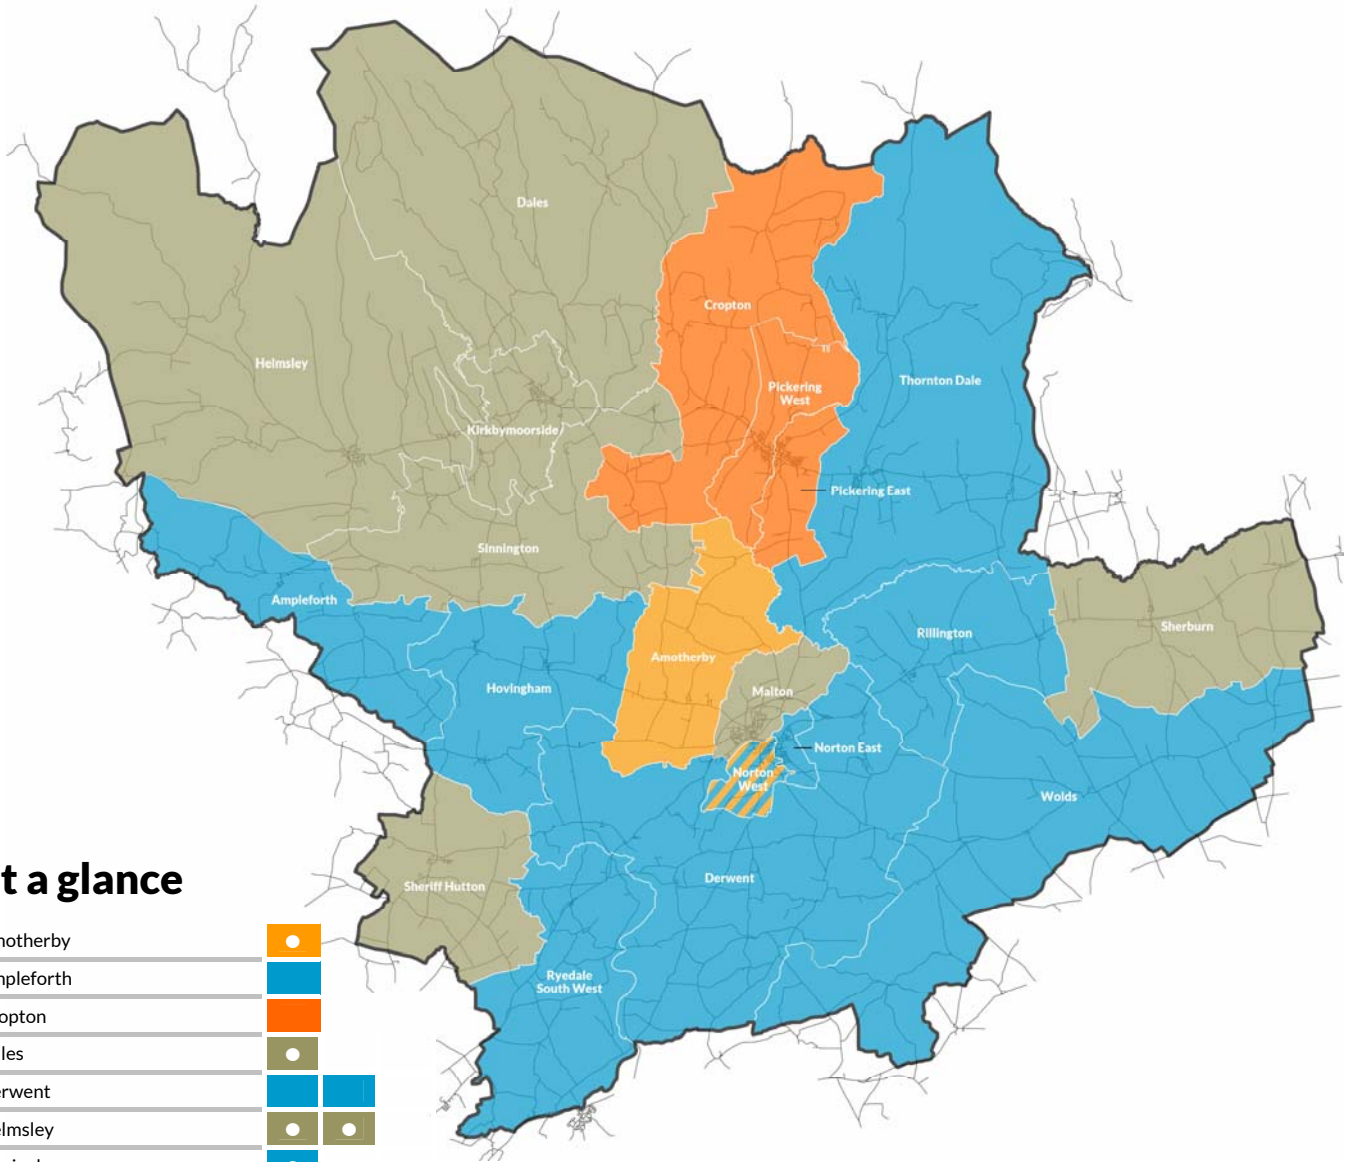 Dales
Cropton
Helmsley
Pickering
West
Thornton Dale
Kirkbymoorside
Pickering East
Sinnington
Ampleforth
Sherburn
Rillington
Amotherby
Hovingham
Malton
Norton East
Norton
West
Wolds
Derwent
Sheriff Hutton
Ryedale
South West
t a glance
notherby
npleforth
opton
les
erwent
elmsley